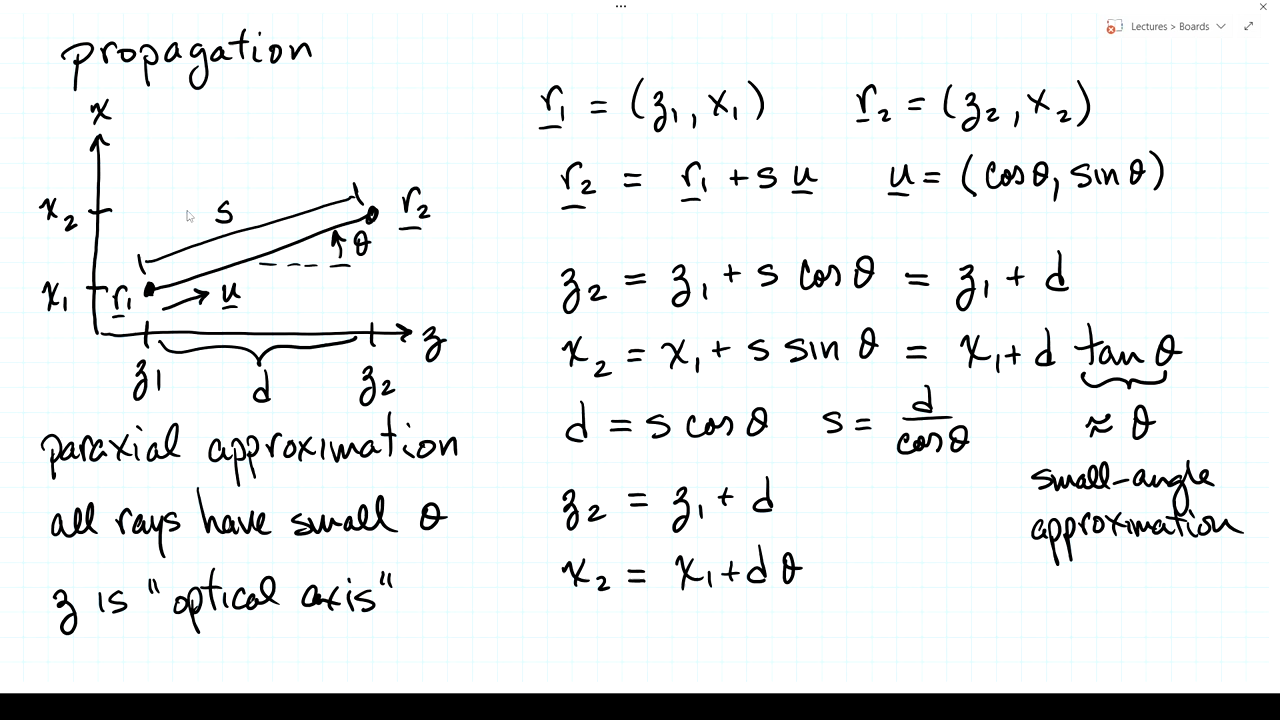 ...
Lectures > Boards
propagation
x
x₂
s
r₂
θ
x₁
r₁
u
z
z₁
d
z₂
paraxial approximation
all rays have small θ
z is "optical axis"
r₁ = (z₁, x₁) r₂ = (z₂, x₂)
r₂ = r₁ + s u u = (cos θ, sin θ)
z₂ = z₁ + s cos θ = z₁ + d
x₂ = x₁ + s sin θ = x₁ + d tan θ
d = s cos θ s = d/cos θ ≈ θ
small-angle
approximation
z₂ = z₁ + d
x₂ = x₁ + d θ